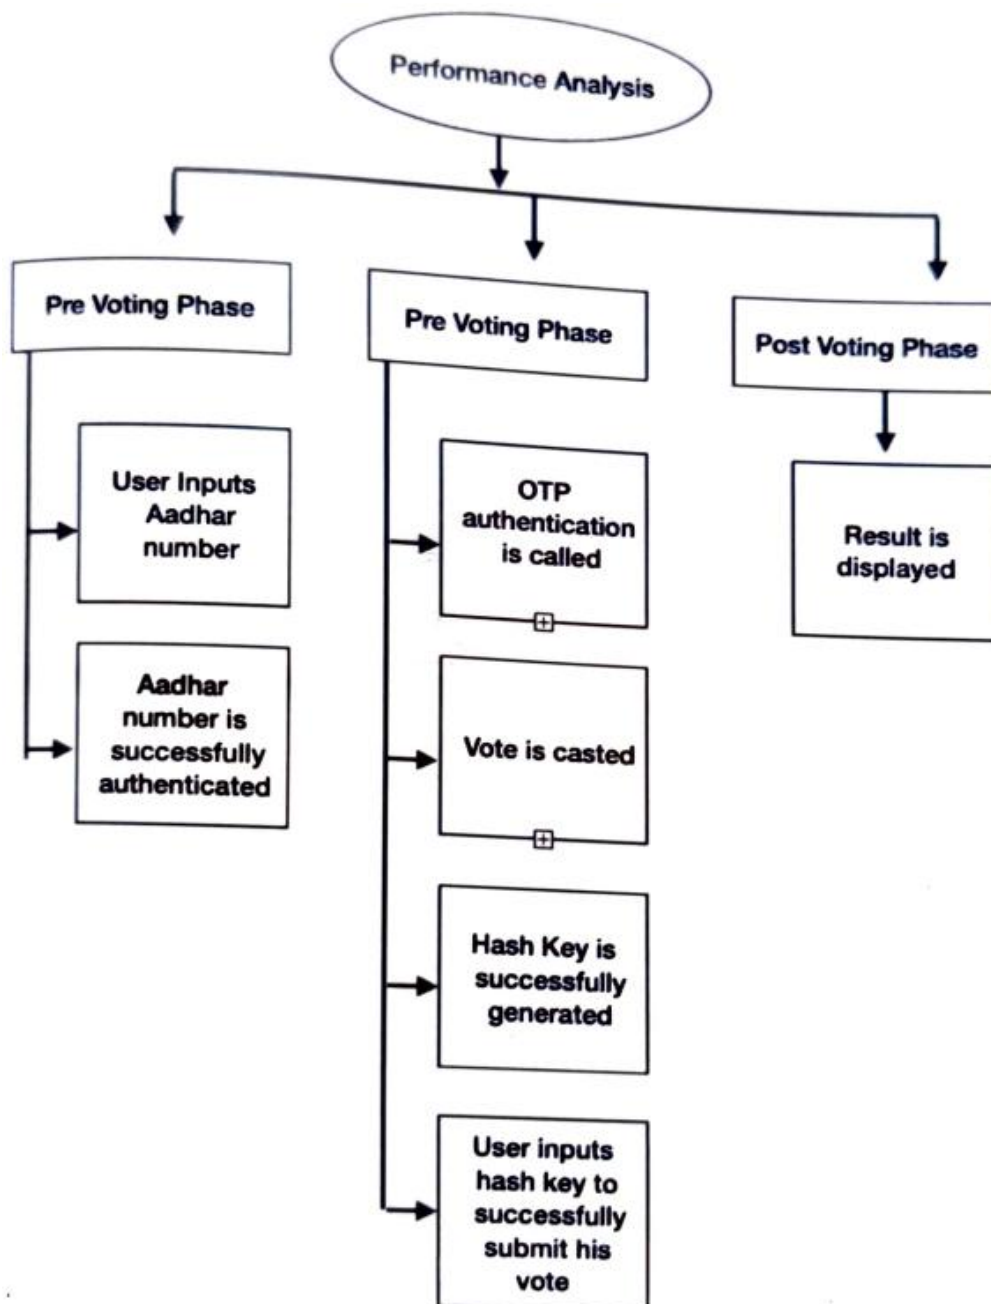 Performance Analysis
Pre Voting Phase
User Inputs
Aadhar
number
Aadhar
number is
successfully
authenticated
Pre Voting Phase
OTP
authentication
is called
Vote is casted
Hash Key is
successfully
generated
User inputs
hash key to
successfully
submit his
vote
Post Voting Phase
Result is
displayed